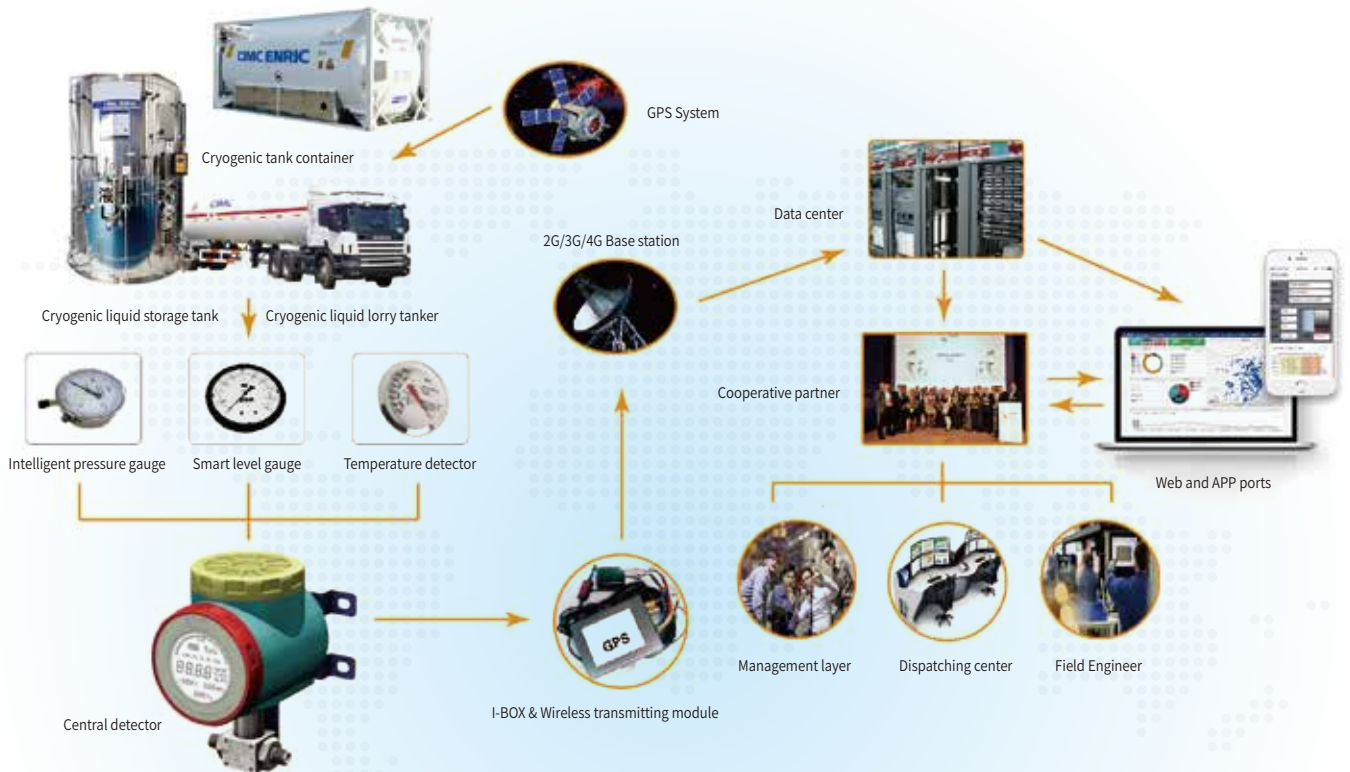 CIMC ENRIC
GPS System
Cryogenic tank container
CIMC
Data center
2G/3G/4G Base station
Cryogenic liquid storage tank
Cryogenic liquid lorry tanker
Cooperative partner
Intelligent pressure gauge
Smart level gauge
Temperature detector
Web and APP ports
GPS
Management layer
Dispatching center
Field Engineer
I-BOX & Wireless transmitting module
Central detector